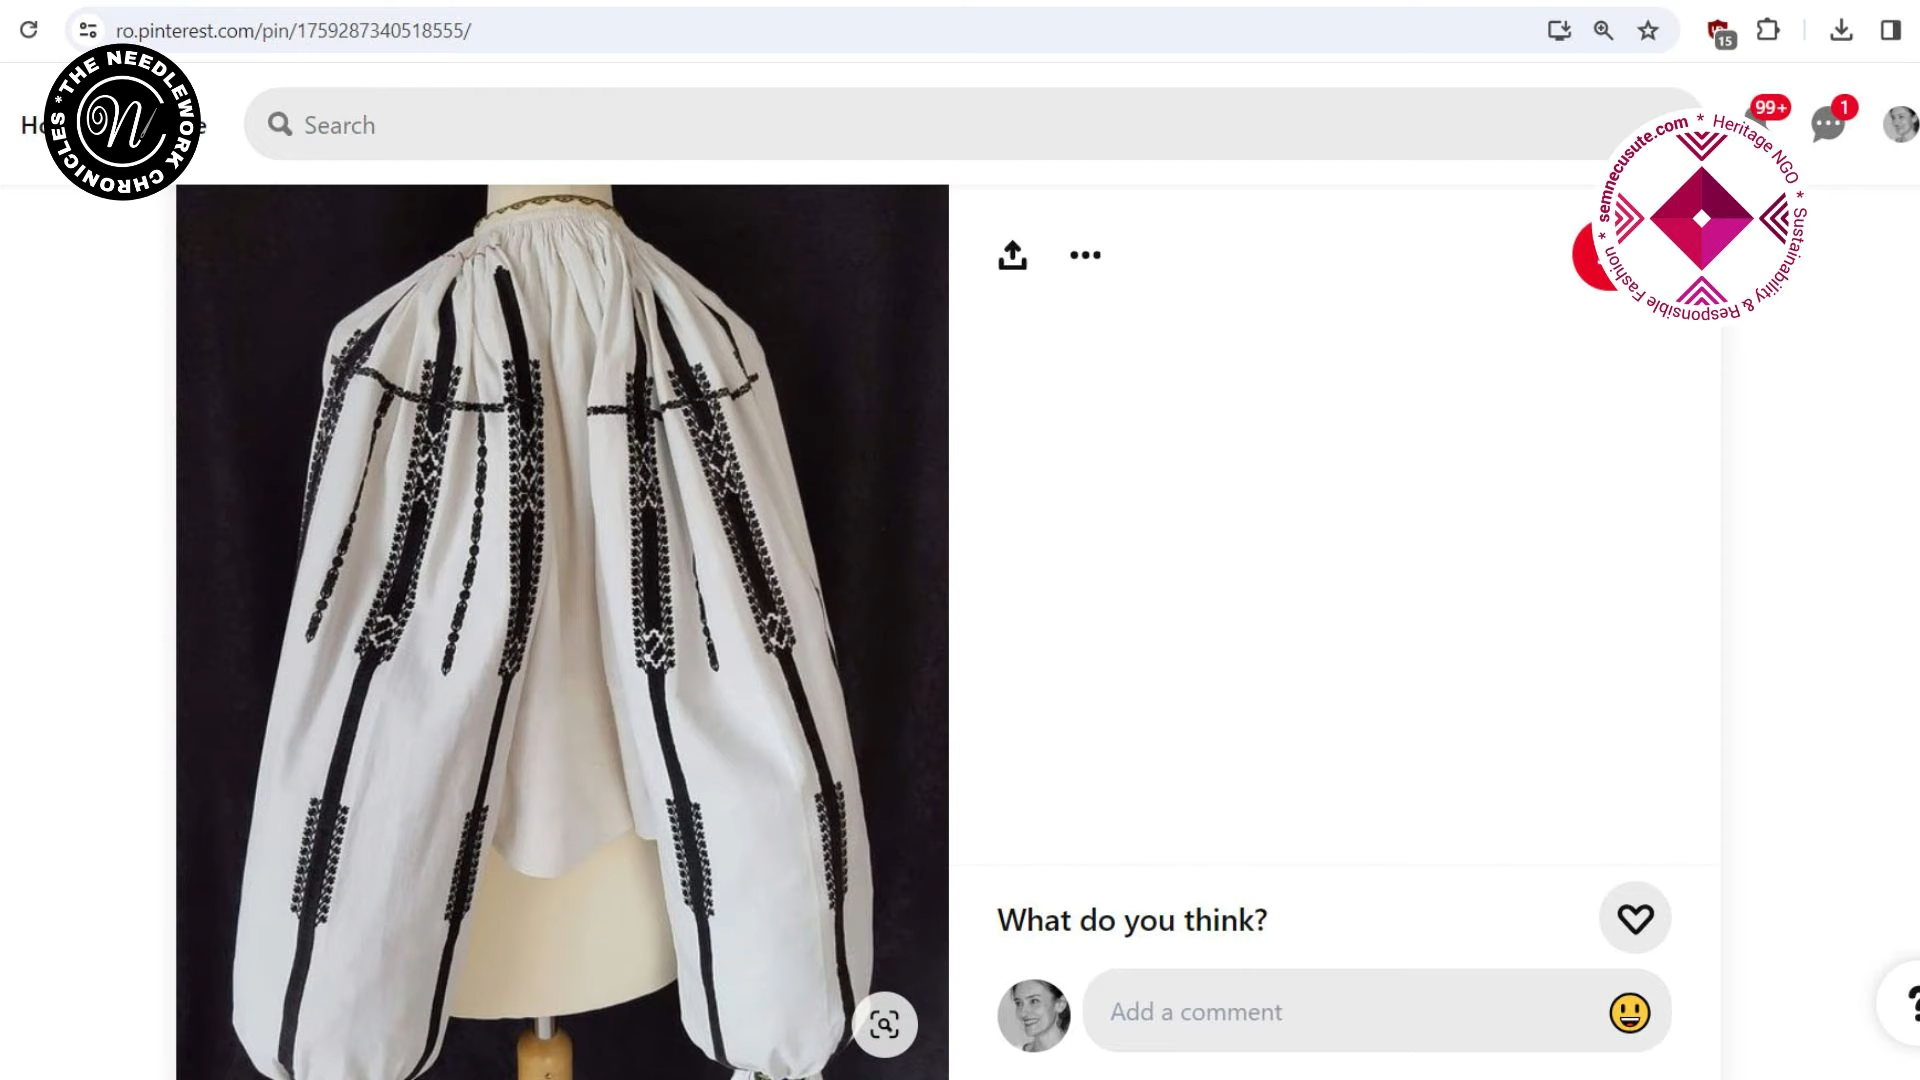 ro.pinterest.com/pin/1759287340518555/
15
* THE NEEDLEWORK CHRONICLES
N
Ho
e
Search
99+
1
semnecusute.com * Heritage NGO * Sustainability & Responsible Fashion *
What do you think?
Add a comment
?